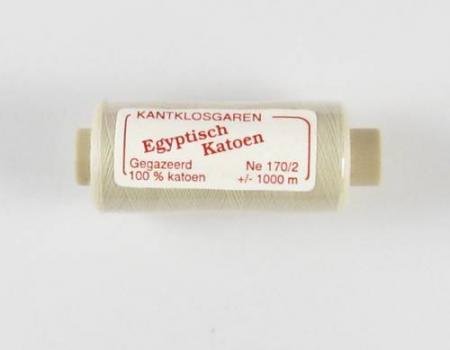 KANTKLOSGAREN
Egyptisch
Katoen
Gegazeerd Ne 170/2
100 % katoen +/- 1000 m